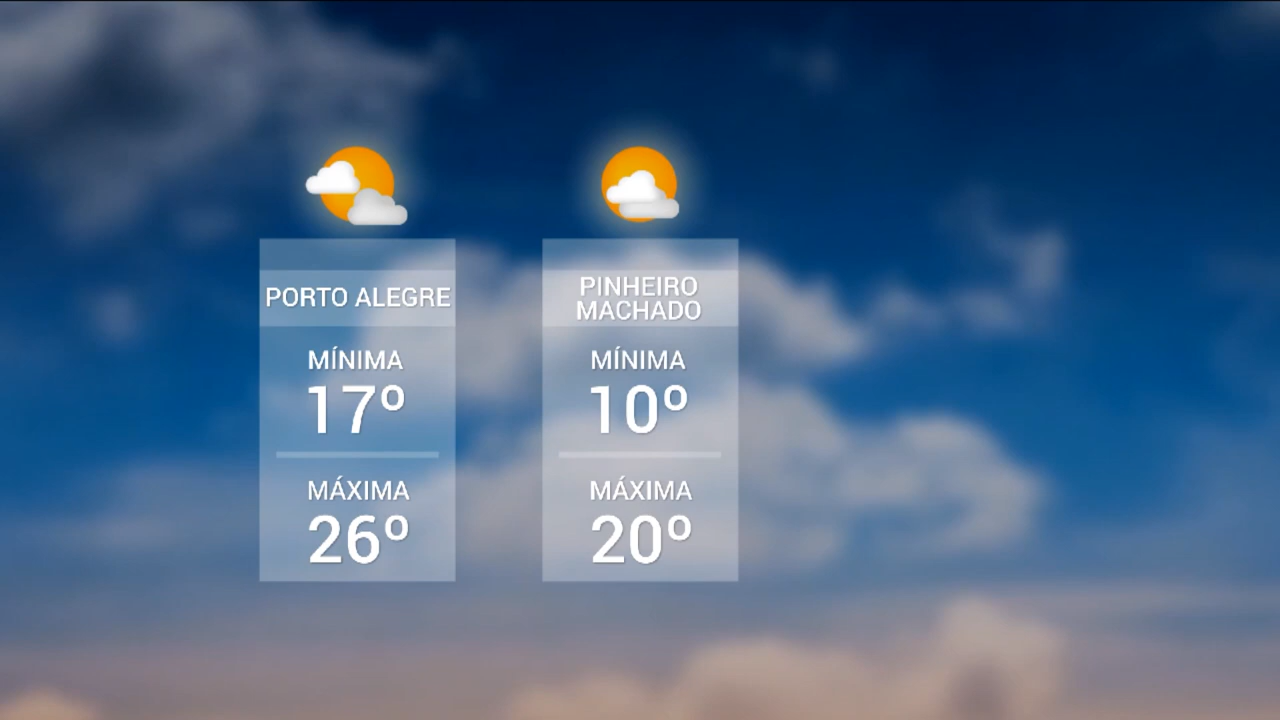 PORTO ALEGRE
MÍNIMA
17º
MÁXIMA
26º
PINHEIRO
MACHADO
MÍNIMA
10º
MÁXIMA
20º